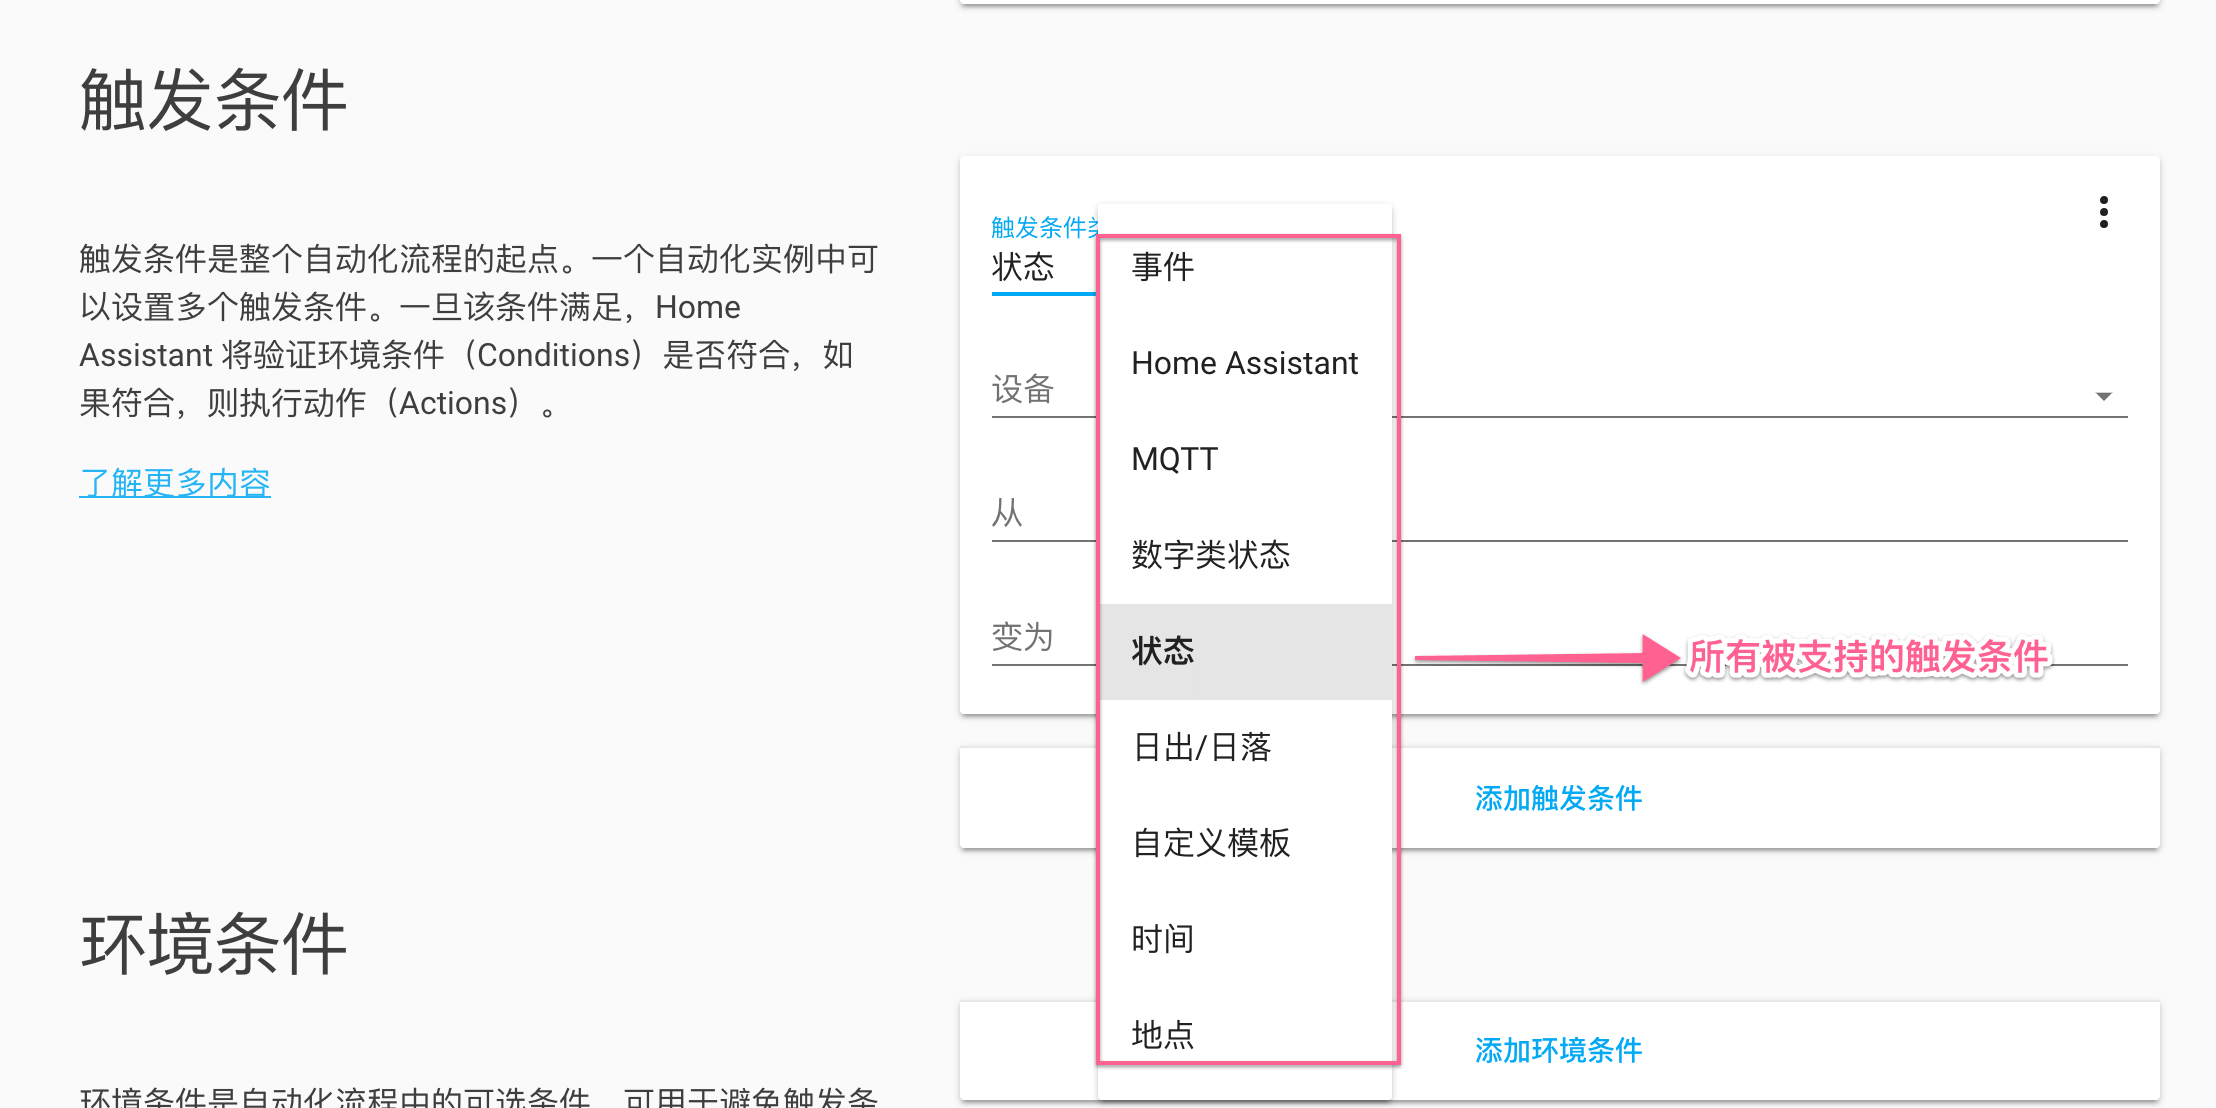 触发条件
触发条件是整个自动化流程的起点。一个自动化实例中可
以设置多个触发条件。一旦该条件满足，Home
Assistant 将验证环境条件（Conditions）是否符合，如
果符合，则执行动作（Actions）。
了解更多内容
触发条件
状态
设备
从
变为
事件
Home Assistant
MQTT
数字类状态
状态
日出/日落
自定义模板
时间
地点
所有被支持的触发条件
添加触发条件
环境条件
添加环境条件
环境条件是自动化流程中的可选条件，可用于避免触发条